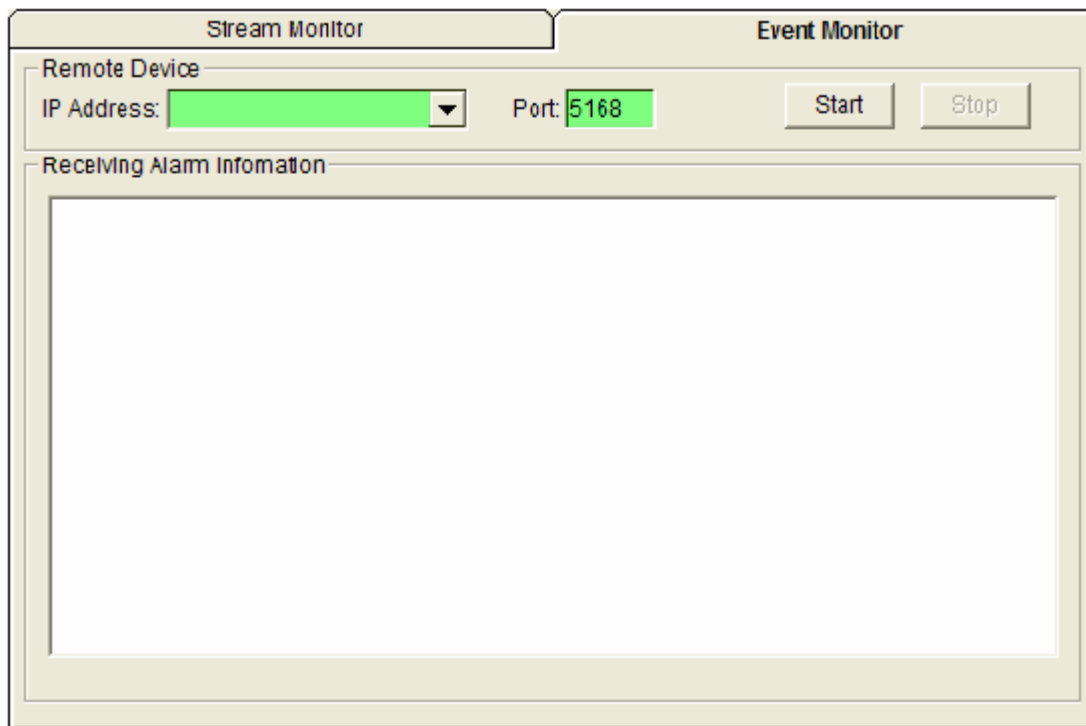 Stream Monitor
Event Monitor
Remote Device
IP Address:
Port: 5168
Start
Stop
Receiving Alarm Infomation